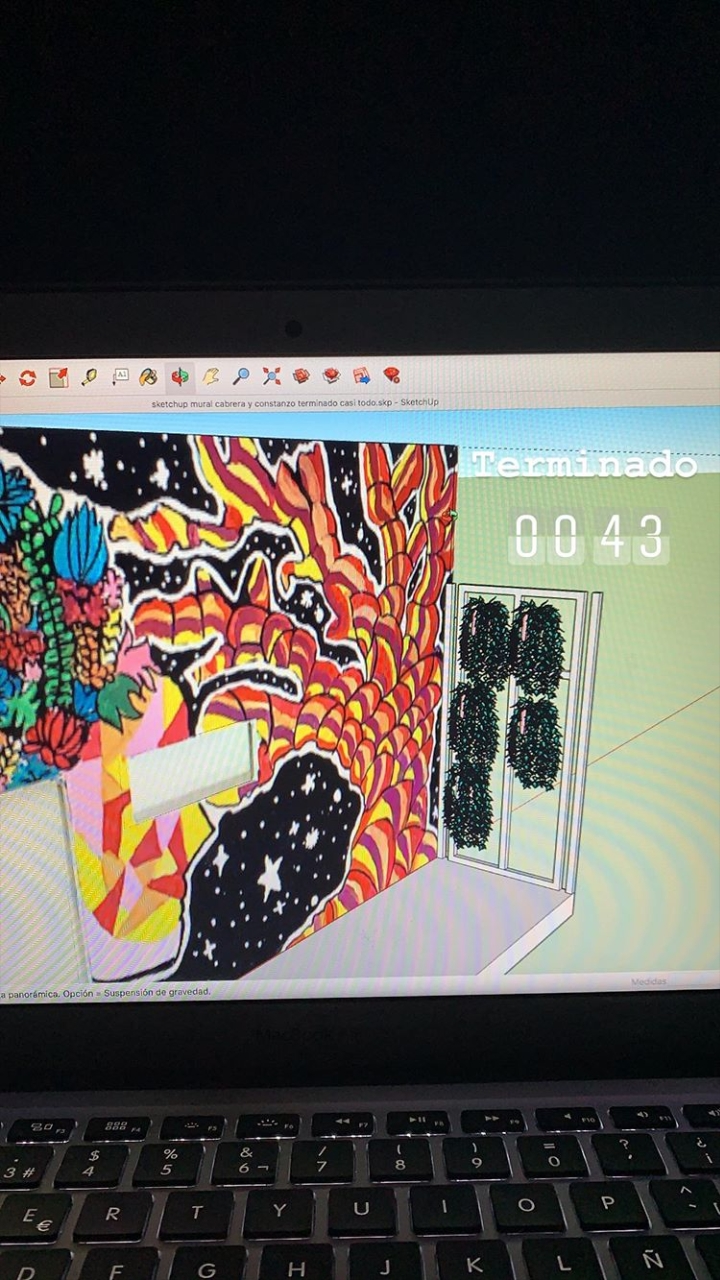 A1
sketchup mural cabrera y constanzo terminado casi todo.skp - SketchUp
Terminado
00 43
a panorámica. Opción = Suspensión de gravedad.
Medidas
F3 F4 F5 F6 F7 F8 F9 F10 F11
3 # $ 4 % 5 & 6 ¬ / 7 ( 8 ) 9 = 0 ? ' ¿ ¡
E € R T Y U I O P ^
D F G H J K L Ñ